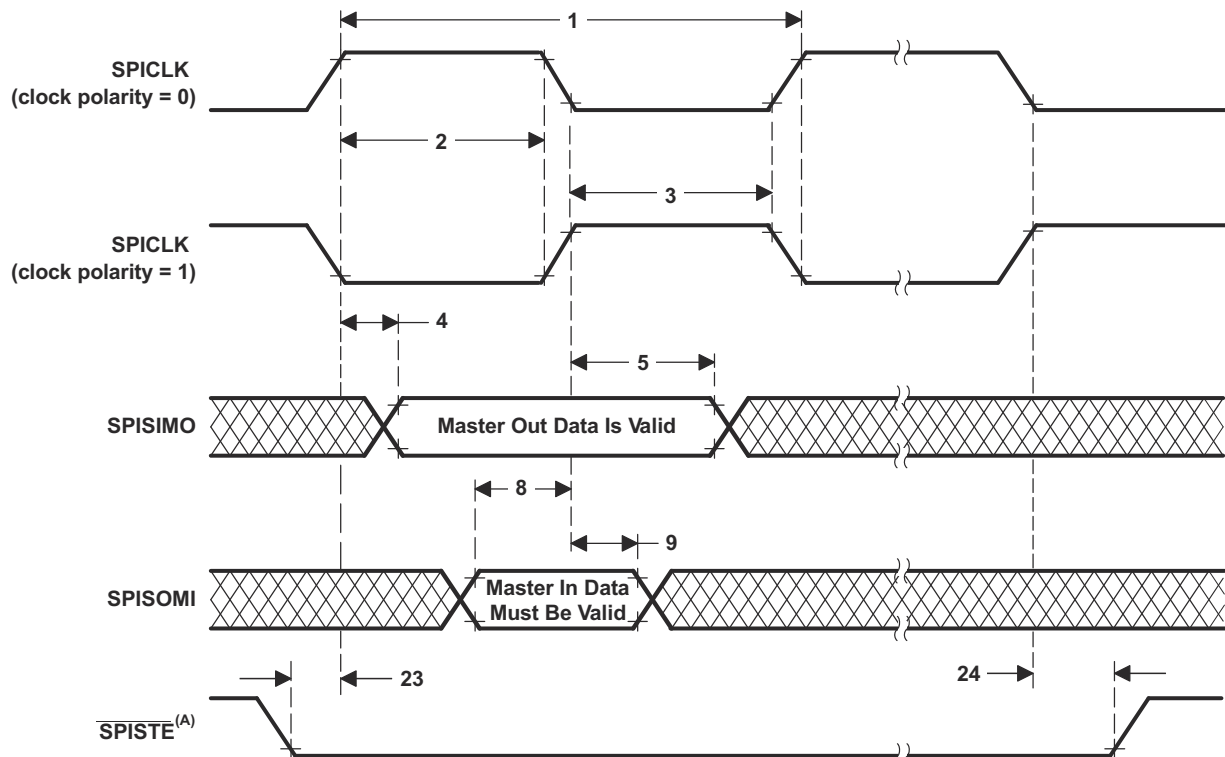 1
SPICLK
(clock polarity = 0)
2
3
SPICLK
(clock polarity = 1)
4
5
SPISIMO
Master Out Data Is Valid
8
9
SPISOMI
Master In Data
Must Be Valid
23
24
SPISTE(A)